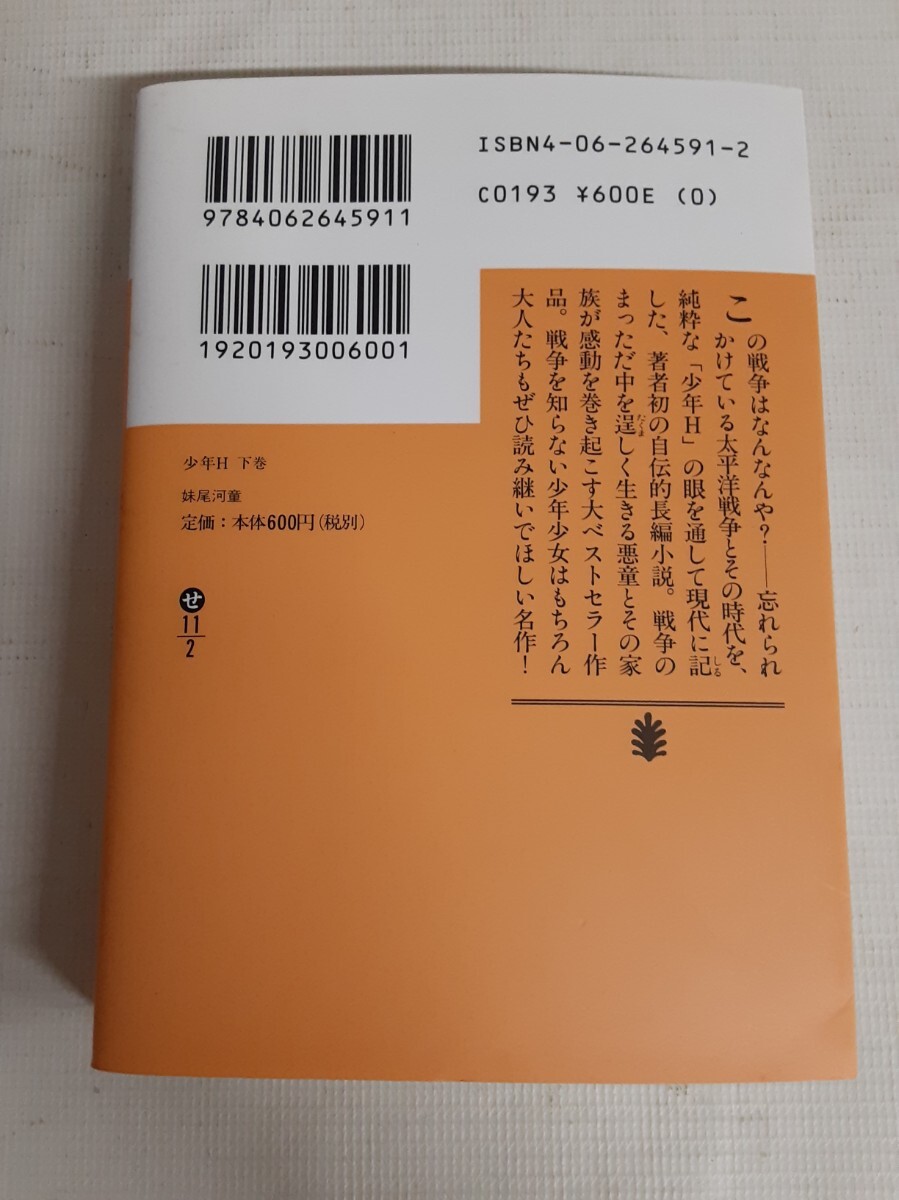 9784062645911
ISBN4-06-264591-2
C0193 ¥600E (0)
1920193006001
この戦争はなんなんや?――忘れられ
かけている太平洋戦争とその時代を、
純粋な「少年H」の眼を通して現代に記
した、著者初の自伝的長編小説。戦争の
まっただ中を逞しく生きる悪童とその家
族が感動を巻き起こす大ベストセラー作
品。戦争を知らない少年少女はもちろん
大人たちもぜひ読み継いでほしい名作!
たくま
しる
少年H 下巻
妹尾河童
定価:本体600円(税別)
せ
11
2